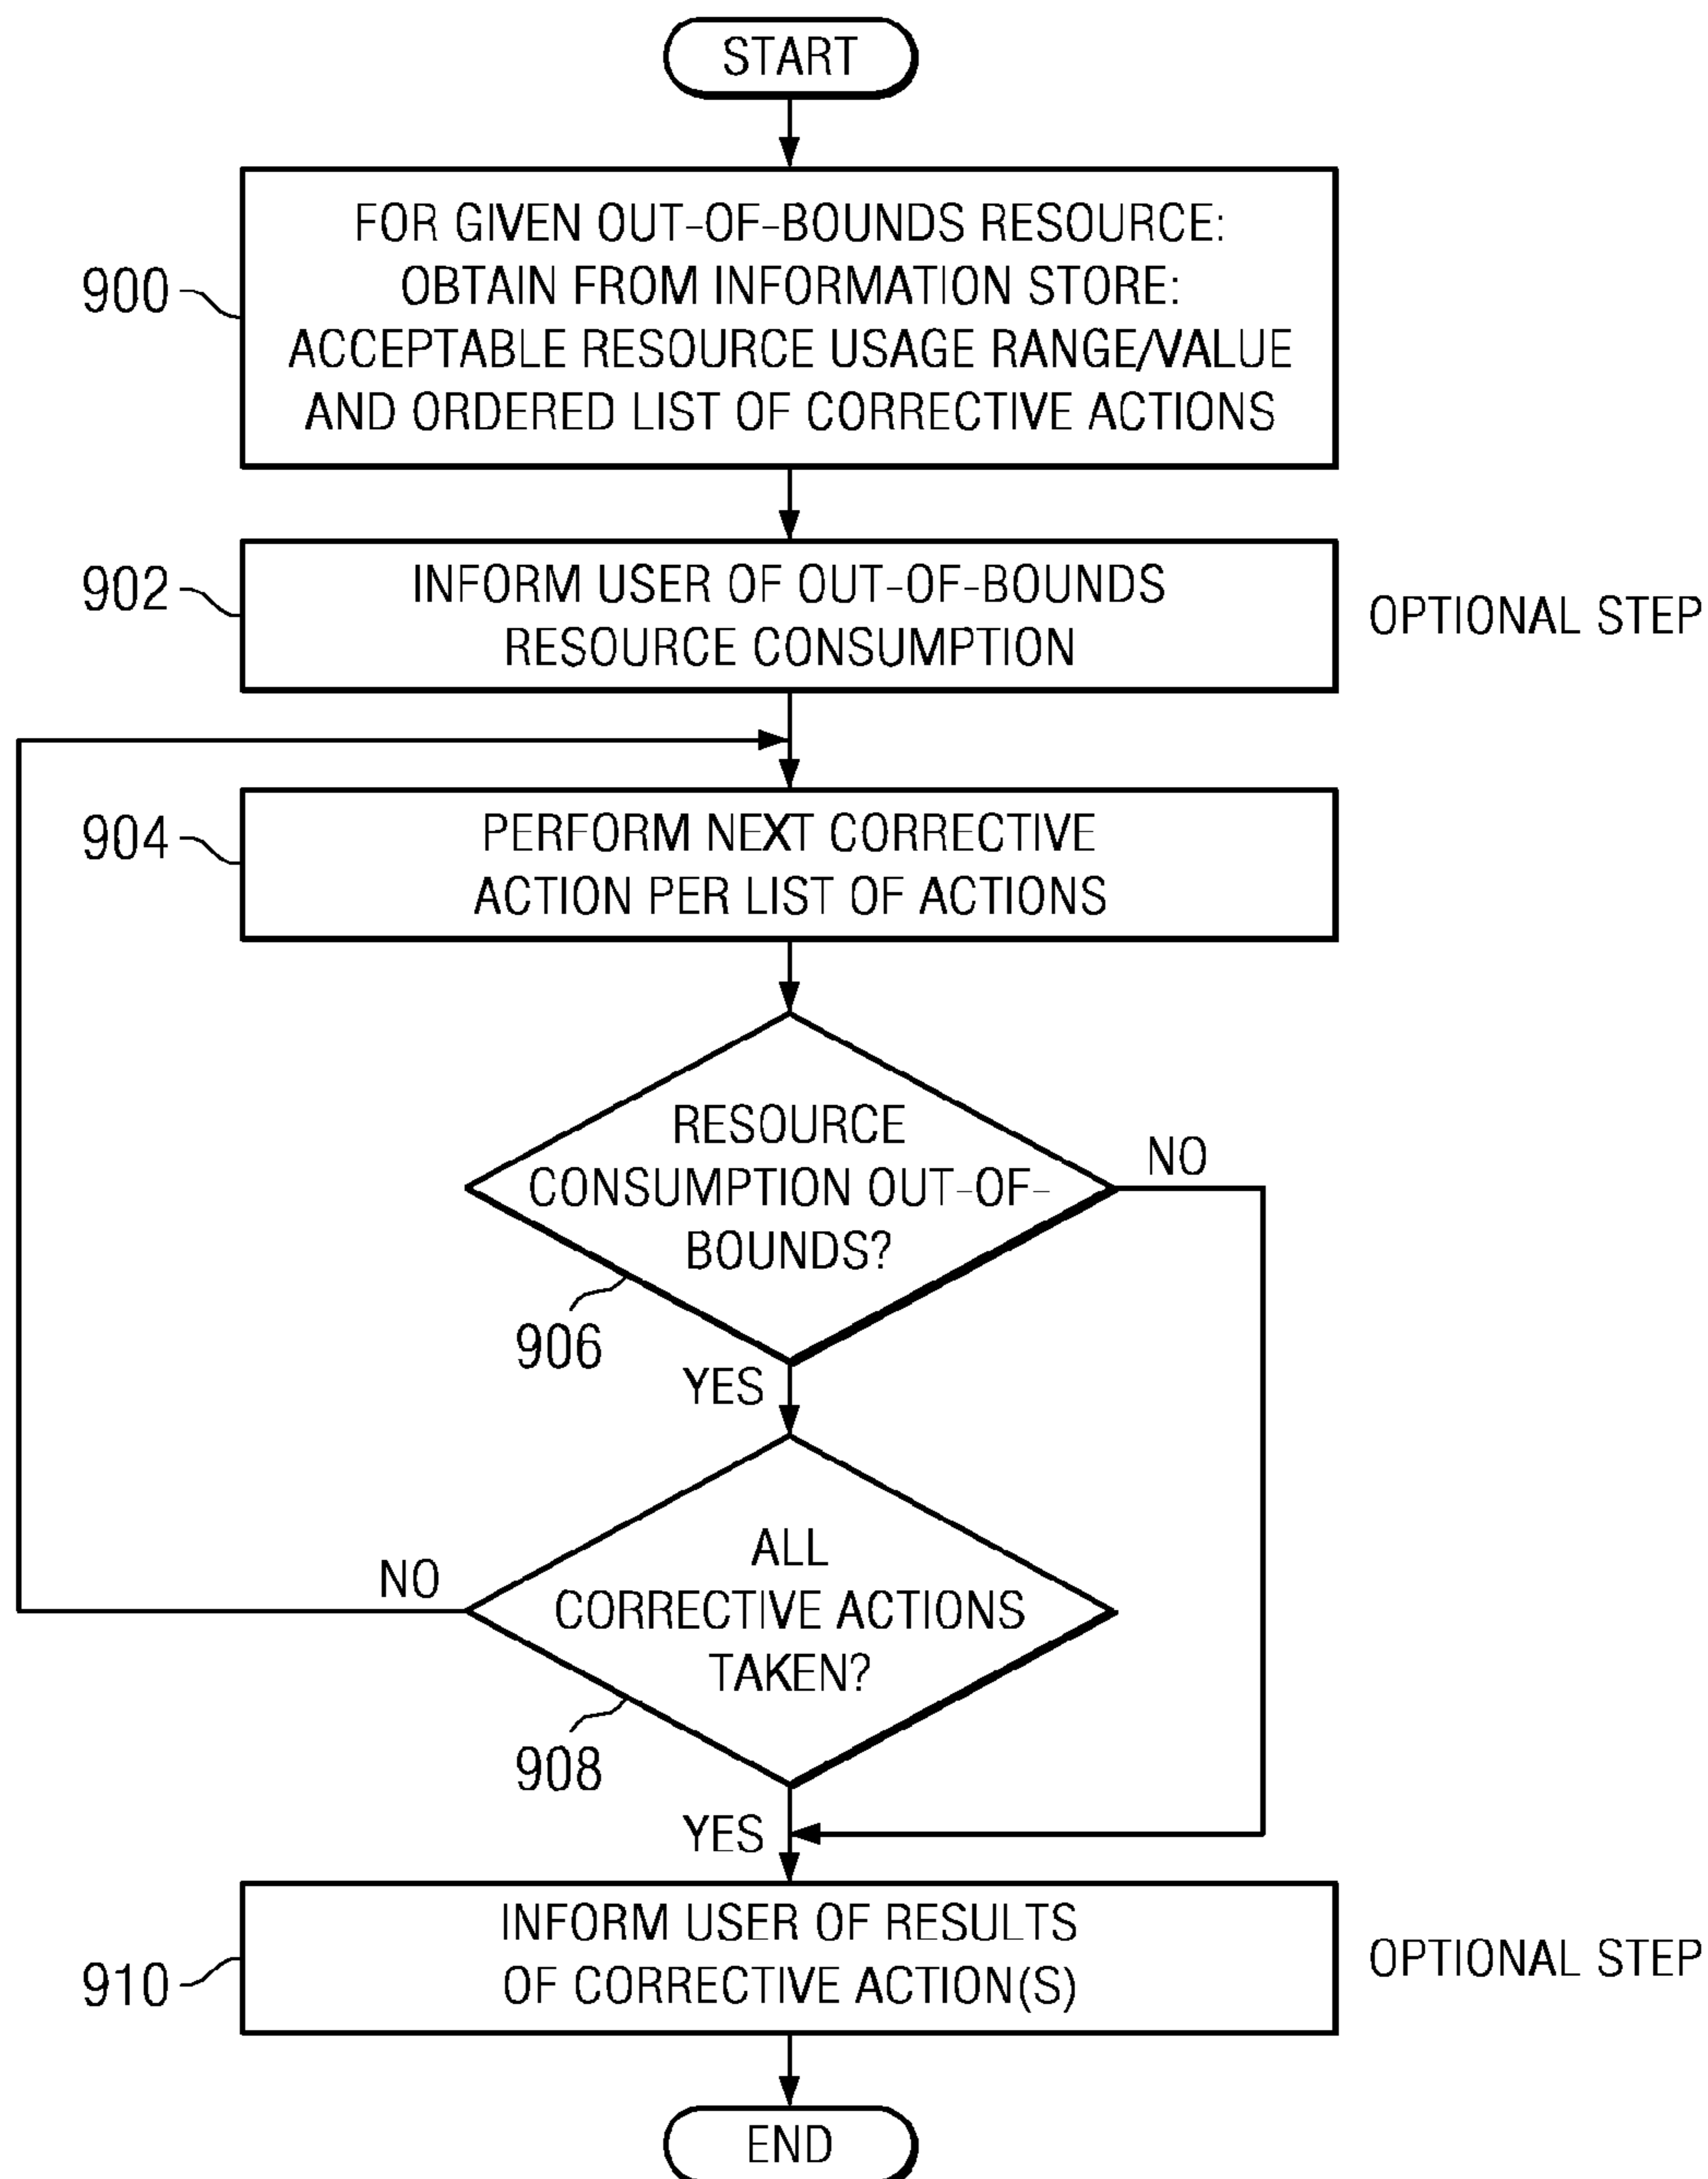 START
FOR GIVEN OUT-OF-BOUNDS RESOURCE:
OBTAIN FROM INFORMATION STORE:
ACCEPTABLE RESOURCE USAGE RANGE/VALUE
AND ORDERED LIST OF CORRECTIVE ACTIONS
900
INFORM USER OF OUT-OF-BOUNDS
RESOURCE CONSUMPTION
902
OPTIONAL STEP
PERFORM NEXT CORRECTIVE
ACTION PER LIST OF ACTIONS
904
RESOURCE
CONSUMPTION OUT-OF-
BOUNDS?
NO
906
YES
ALL
CORRECTIVE ACTIONS
TAKEN?
NO
908
YES
INFORM USER OF RESULTS
OF CORRECTIVE ACTION(S)
910
OPTIONAL STEP
END